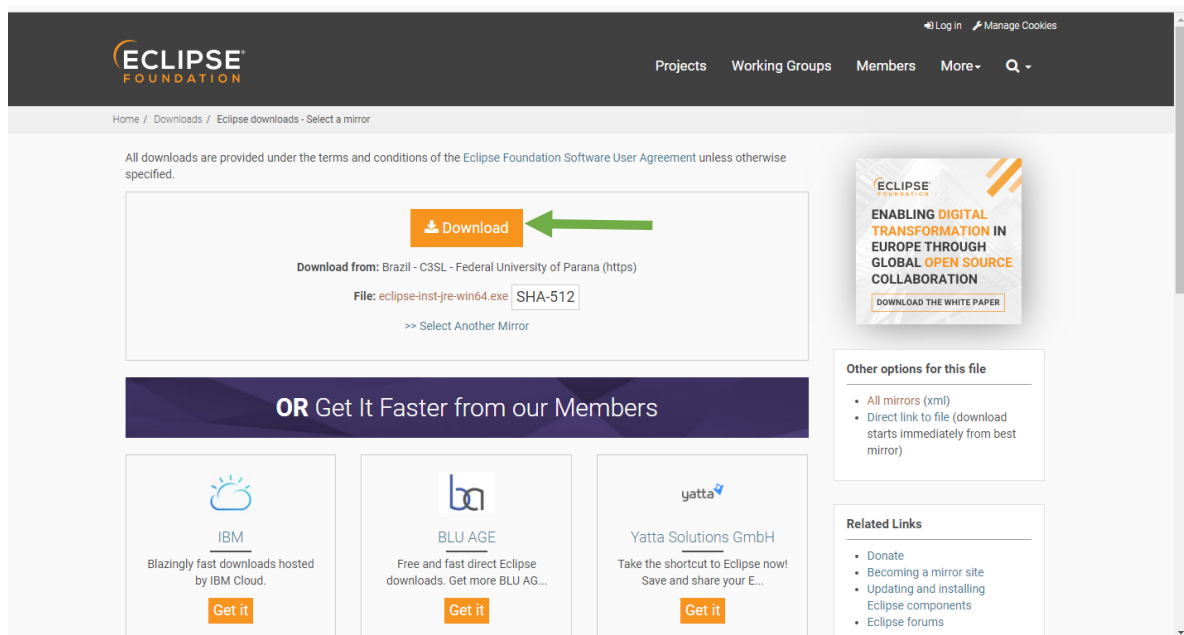 Log in Manage Cookies
ECLIPSE
FOUNDATION
Projects Working Groups Members More
Home / Downloads / Eclipse downloads - Select a mirror
All downloads are provided under the terms and conditions of the Eclipse Foundation Software User Agreement unless otherwise
specified.
Download
Download from: Brazil - C3SL - Federal University of Parana (https)
File: eclipse-inst-jre-win64.exe SHA-512
>> Select Another Mirror
OR Get It Faster from our Members
IBM
Blazingly fast downloads hosted
by IBM Cloud.
Get it
ba
BLU AGE
Free and fast direct Eclipse
downloads. Get more BLU AG...
Get it
yatta
Yatta Solutions GmbH
Take the shortcut to Eclipse now!
Save and share your E...
Get it
ECLIPSE
FOUNDATION
ENABLING DIGITAL
TRANSFORMATION IN
EUROPE THROUGH
GLOBAL OPEN SOURCE
COLLABORATION
DOWNLOAD THE WHITE PAPER
Other options for this file
All mirrors (xml)
Direct link to file (download
starts immediately from best
mirror)
Related Links
Donate
Becoming a mirror site
Updating and installing
Eclipse components
Eclipse forums